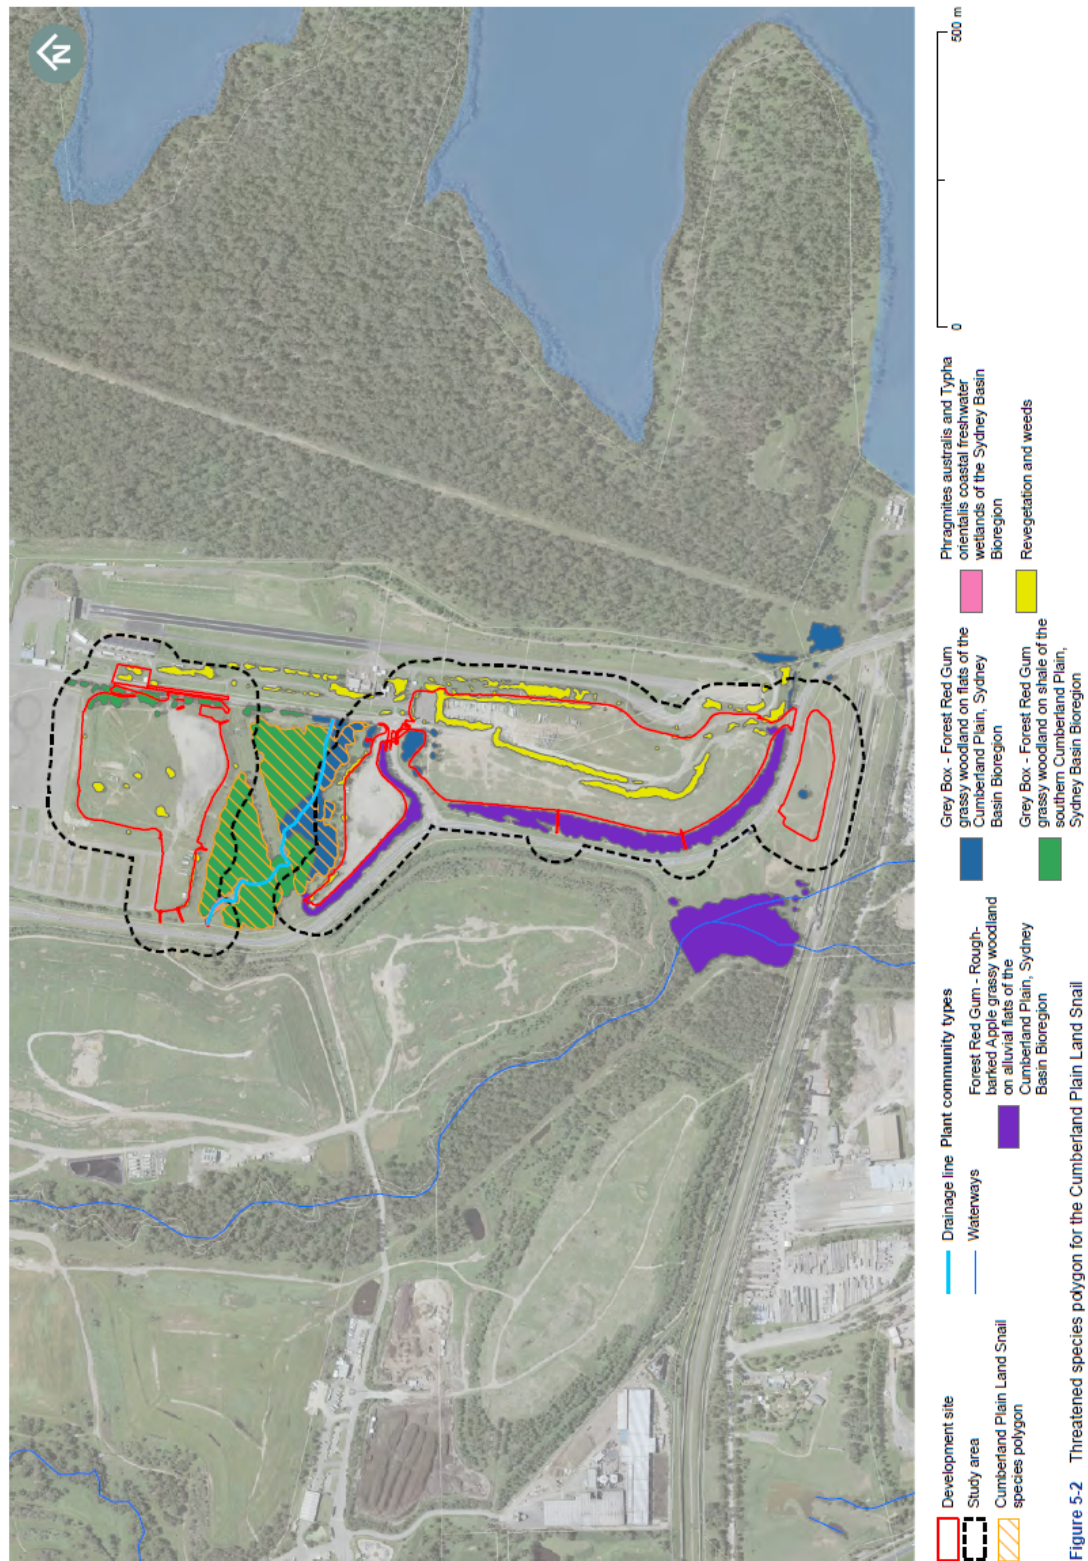 N
500 m
0
Development site
Study area
Cumberland Plain Land Snail
species polygon
Drainage line
Waterways
Plant community types
Forest Red Gum - Rough-
barked Apple grassy woodland
on alluvial flats of the
Cumberland Plain, Sydney
Basin Bioregion
Grey Box - Forest Red Gum
grassy woodland on flats of the
Cumberland Plain, Sydney
Basin Bioregion
Grey Box - Forest Red Gum
grassy woodland on shale of the
southern Cumberland Plain,
Sydney Basin Bioregion
Phragmites australis and Typha
orientalis coastal freshwater
wetlands of the Sydney Basin
Bioregion
Revegetation and weeds
Figure 5-2 Threatened species polygon for the Cumberland Plain Land Snail